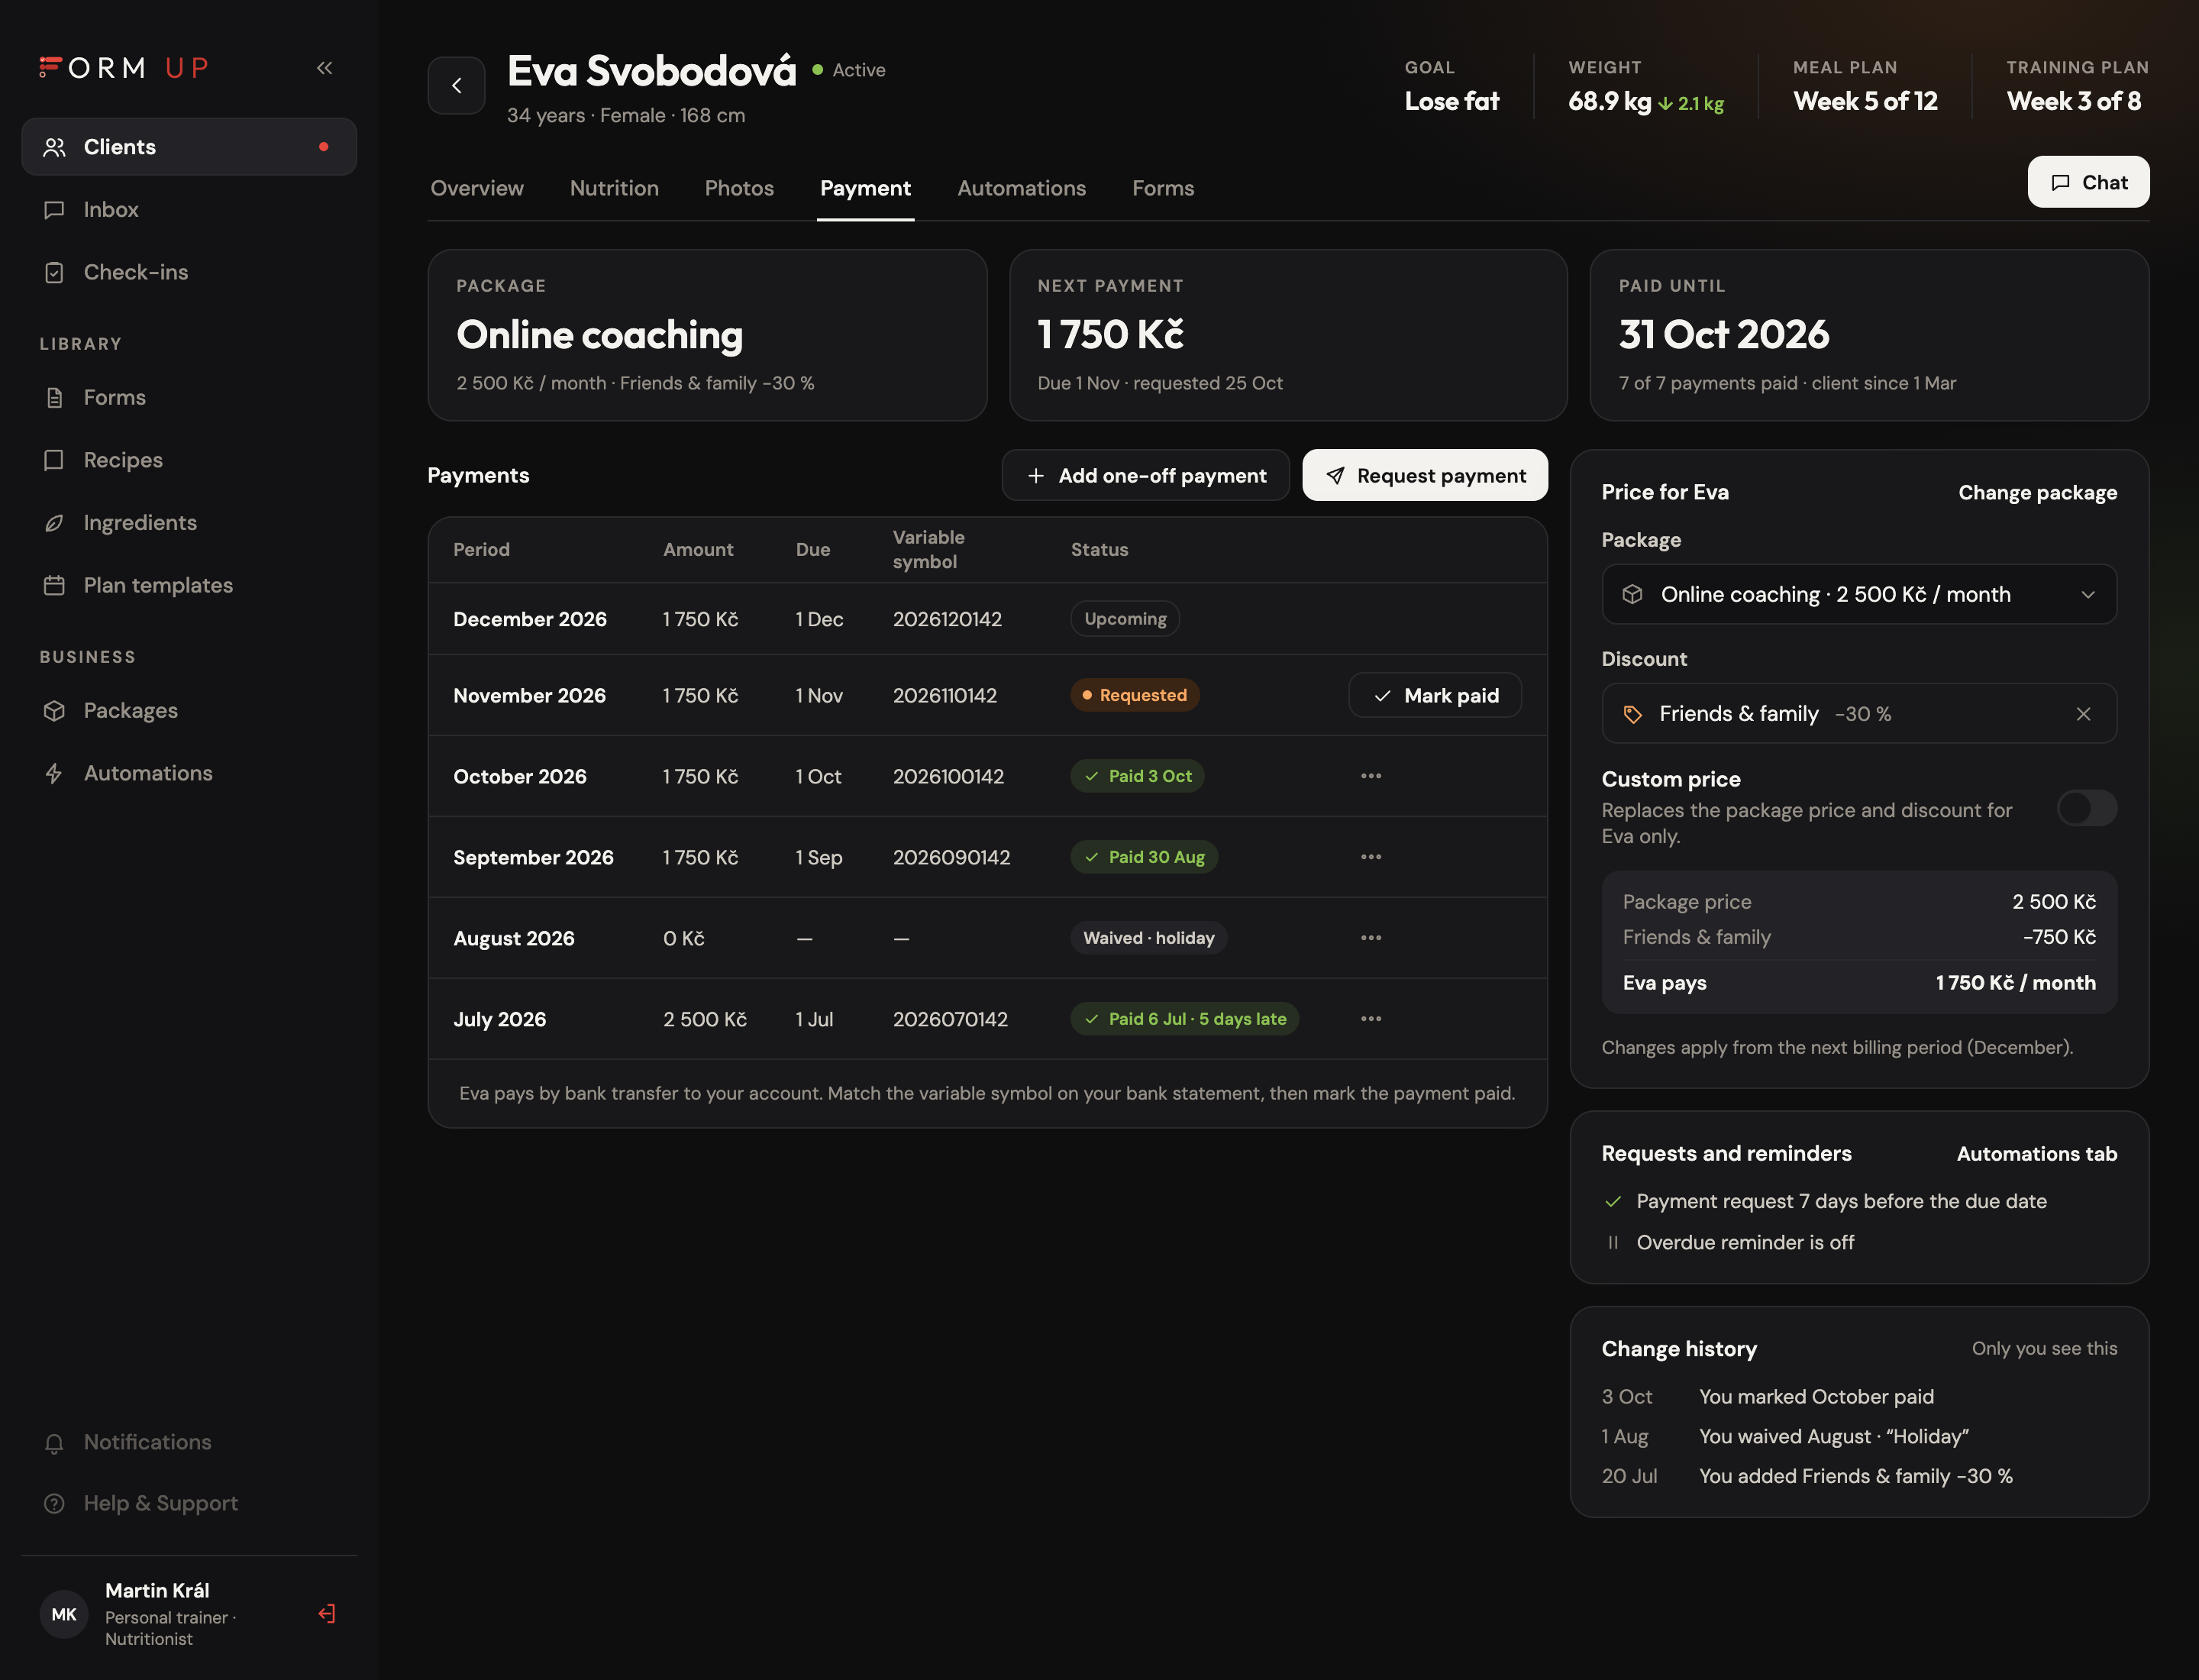 FORM UP
Clients
Inbox
Check-ins
LIBRARY
Forms
Recipes
Ingredients
Plan templates
BUSINESS
Packages
Automations
Notifications
Help & Support
MK
Martin Král
Personal trainer ·
Nutritionist
Eva Svobodová
Active
34 years · Female · 168 cm
GOAL
Lose fat
WEIGHT
68.9 kg ↓ 2.1 kg
MEAL PLAN
Week 5 of 12
TRAINING PLAN
Week 3 of 8
Overview
Nutrition
Photos
Payment
Automations
Forms
Chat
PACKAGE
Online coaching
2 500 Kč / month · Friends & family −30 %
NEXT PAYMENT
1 750 Kč
Due 1 Nov · requested 25 Oct
PAID UNTIL
31 Oct 2026
7 of 7 payments paid · client since 1 Mar
Payments
Add one-off payment
Request payment
Period Amount Due Variable symbol Status
December 2026 1 750 Kč 1 Dec 2026120142 Upcoming
November 2026 1 750 Kč 1 Nov 2026110142 Requested Mark paid
October 2026 1 750 Kč 1 Oct 2026100142 Paid 3 Oct
September 2026 1 750 Kč 1 Sep 2026090142 Paid 30 Aug
August 2026 0 Kč — — Waived · holiday
July 2026 2 500 Kč 1 Jul 2026070142 Paid 6 Jul · 5 days late
Eva pays by bank transfer to your account. Match the variable symbol on your bank statement, then mark the payment paid.
Price for Eva
Change package
Package
Online coaching · 2 500 Kč / month
Discount
Friends & family −30 %
Custom price
Replaces the package price and discount for
Eva only.
Package price 2 500 Kč
Friends & family −750 Kč
Eva pays 1 750 Kč / month
Changes apply from the next billing period (December).
Requests and reminders
Automations tab
Payment request 7 days before the due date
Overdue reminder is off
Change history
Only you see this
3 Oct You marked October paid
1 Aug You waived August · “Holiday”
20 Jul You added Friends & family −30 %